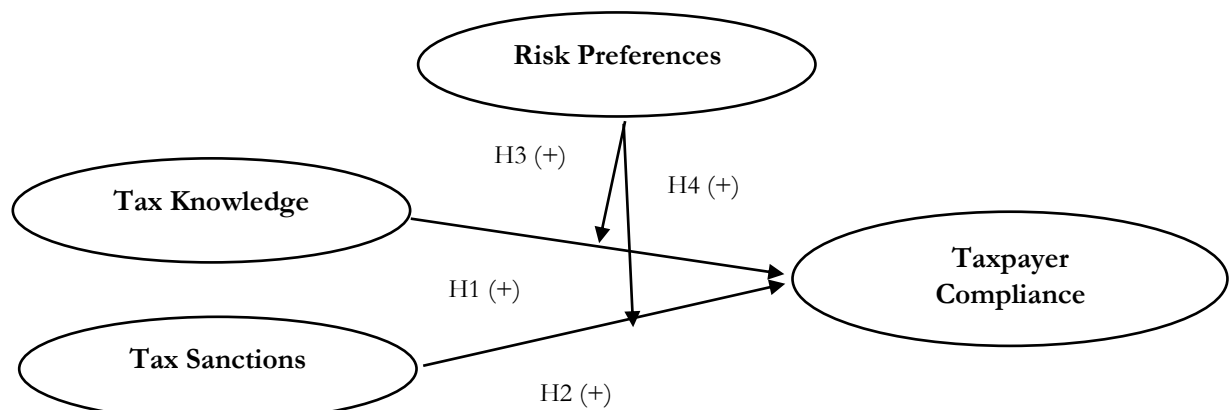 Risk Preferences
H3 (+)
H4 (+)
Tax Knowledge
Taxpayer
Compliance
H1 (+)
Tax Sanctions
H2 (+)